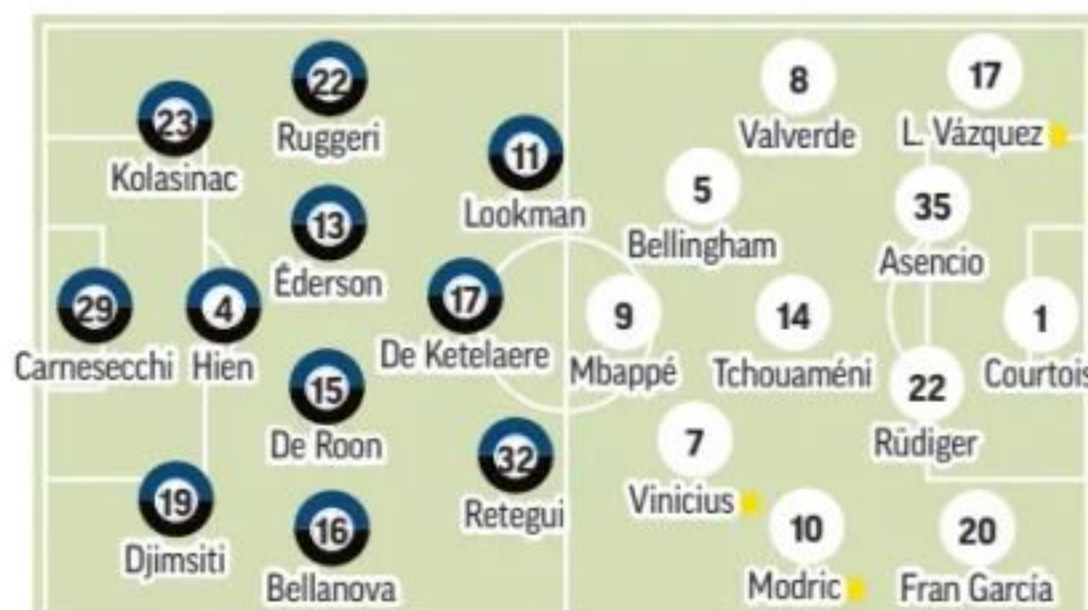 22
Ruggeri
8
Valverde
17
L. Vázquez
23
Kolasinac
11
Lookman
5
Bellingham
35
Asencio
13
Éderson
29
Carnesecchi
4
Hien
17
De Ketelaere
9
Mbappé
14
Tchouaméni
1
Courtois
15
De Roon
22
Rüdiger
32
Retegui
7
Vinicius
19
Djimsiti
16
Bellanova
10
Modric
20
Fran García